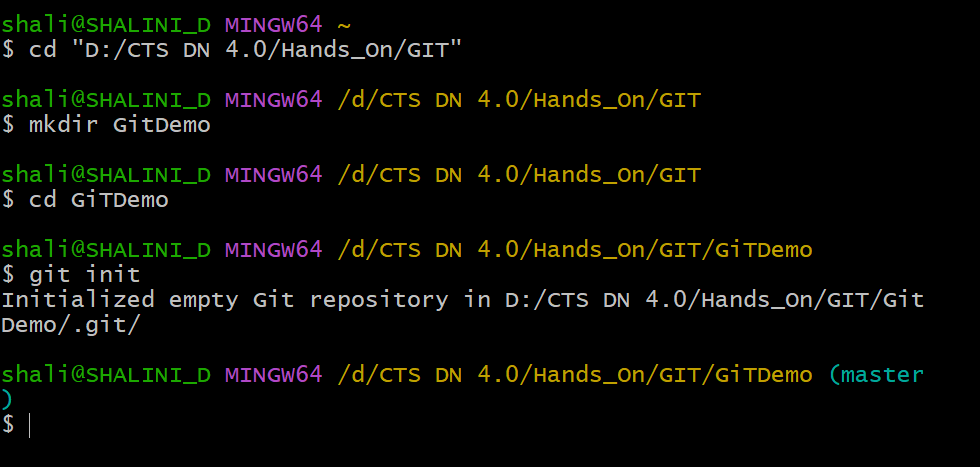 shali@SHALINI_D MINGW64 ~
$ cd "D:/CTS DN 4.0/Hands_On/GIT"
shali@SHALINI_D MINGW64 /d/CTS DN 4.0/Hands_On/GIT
$ mkdir GitDemo
shali@SHALINI_D MINGW64 /d/CTS DN 4.0/Hands_On/GIT
$ cd GiTDemo
shali@SHALINI_D MINGW64 /d/CTS DN 4.0/Hands_On/GIT/GiTDemo
$ git init
Initialized empty Git repository in D:/CTS DN 4.0/Hands_On/GIT/Git
Demo/.git/
shali@SHALINI_D MINGW64 /d/CTS DN 4.0/Hands_On/GIT/GiTDemo (master
)
$